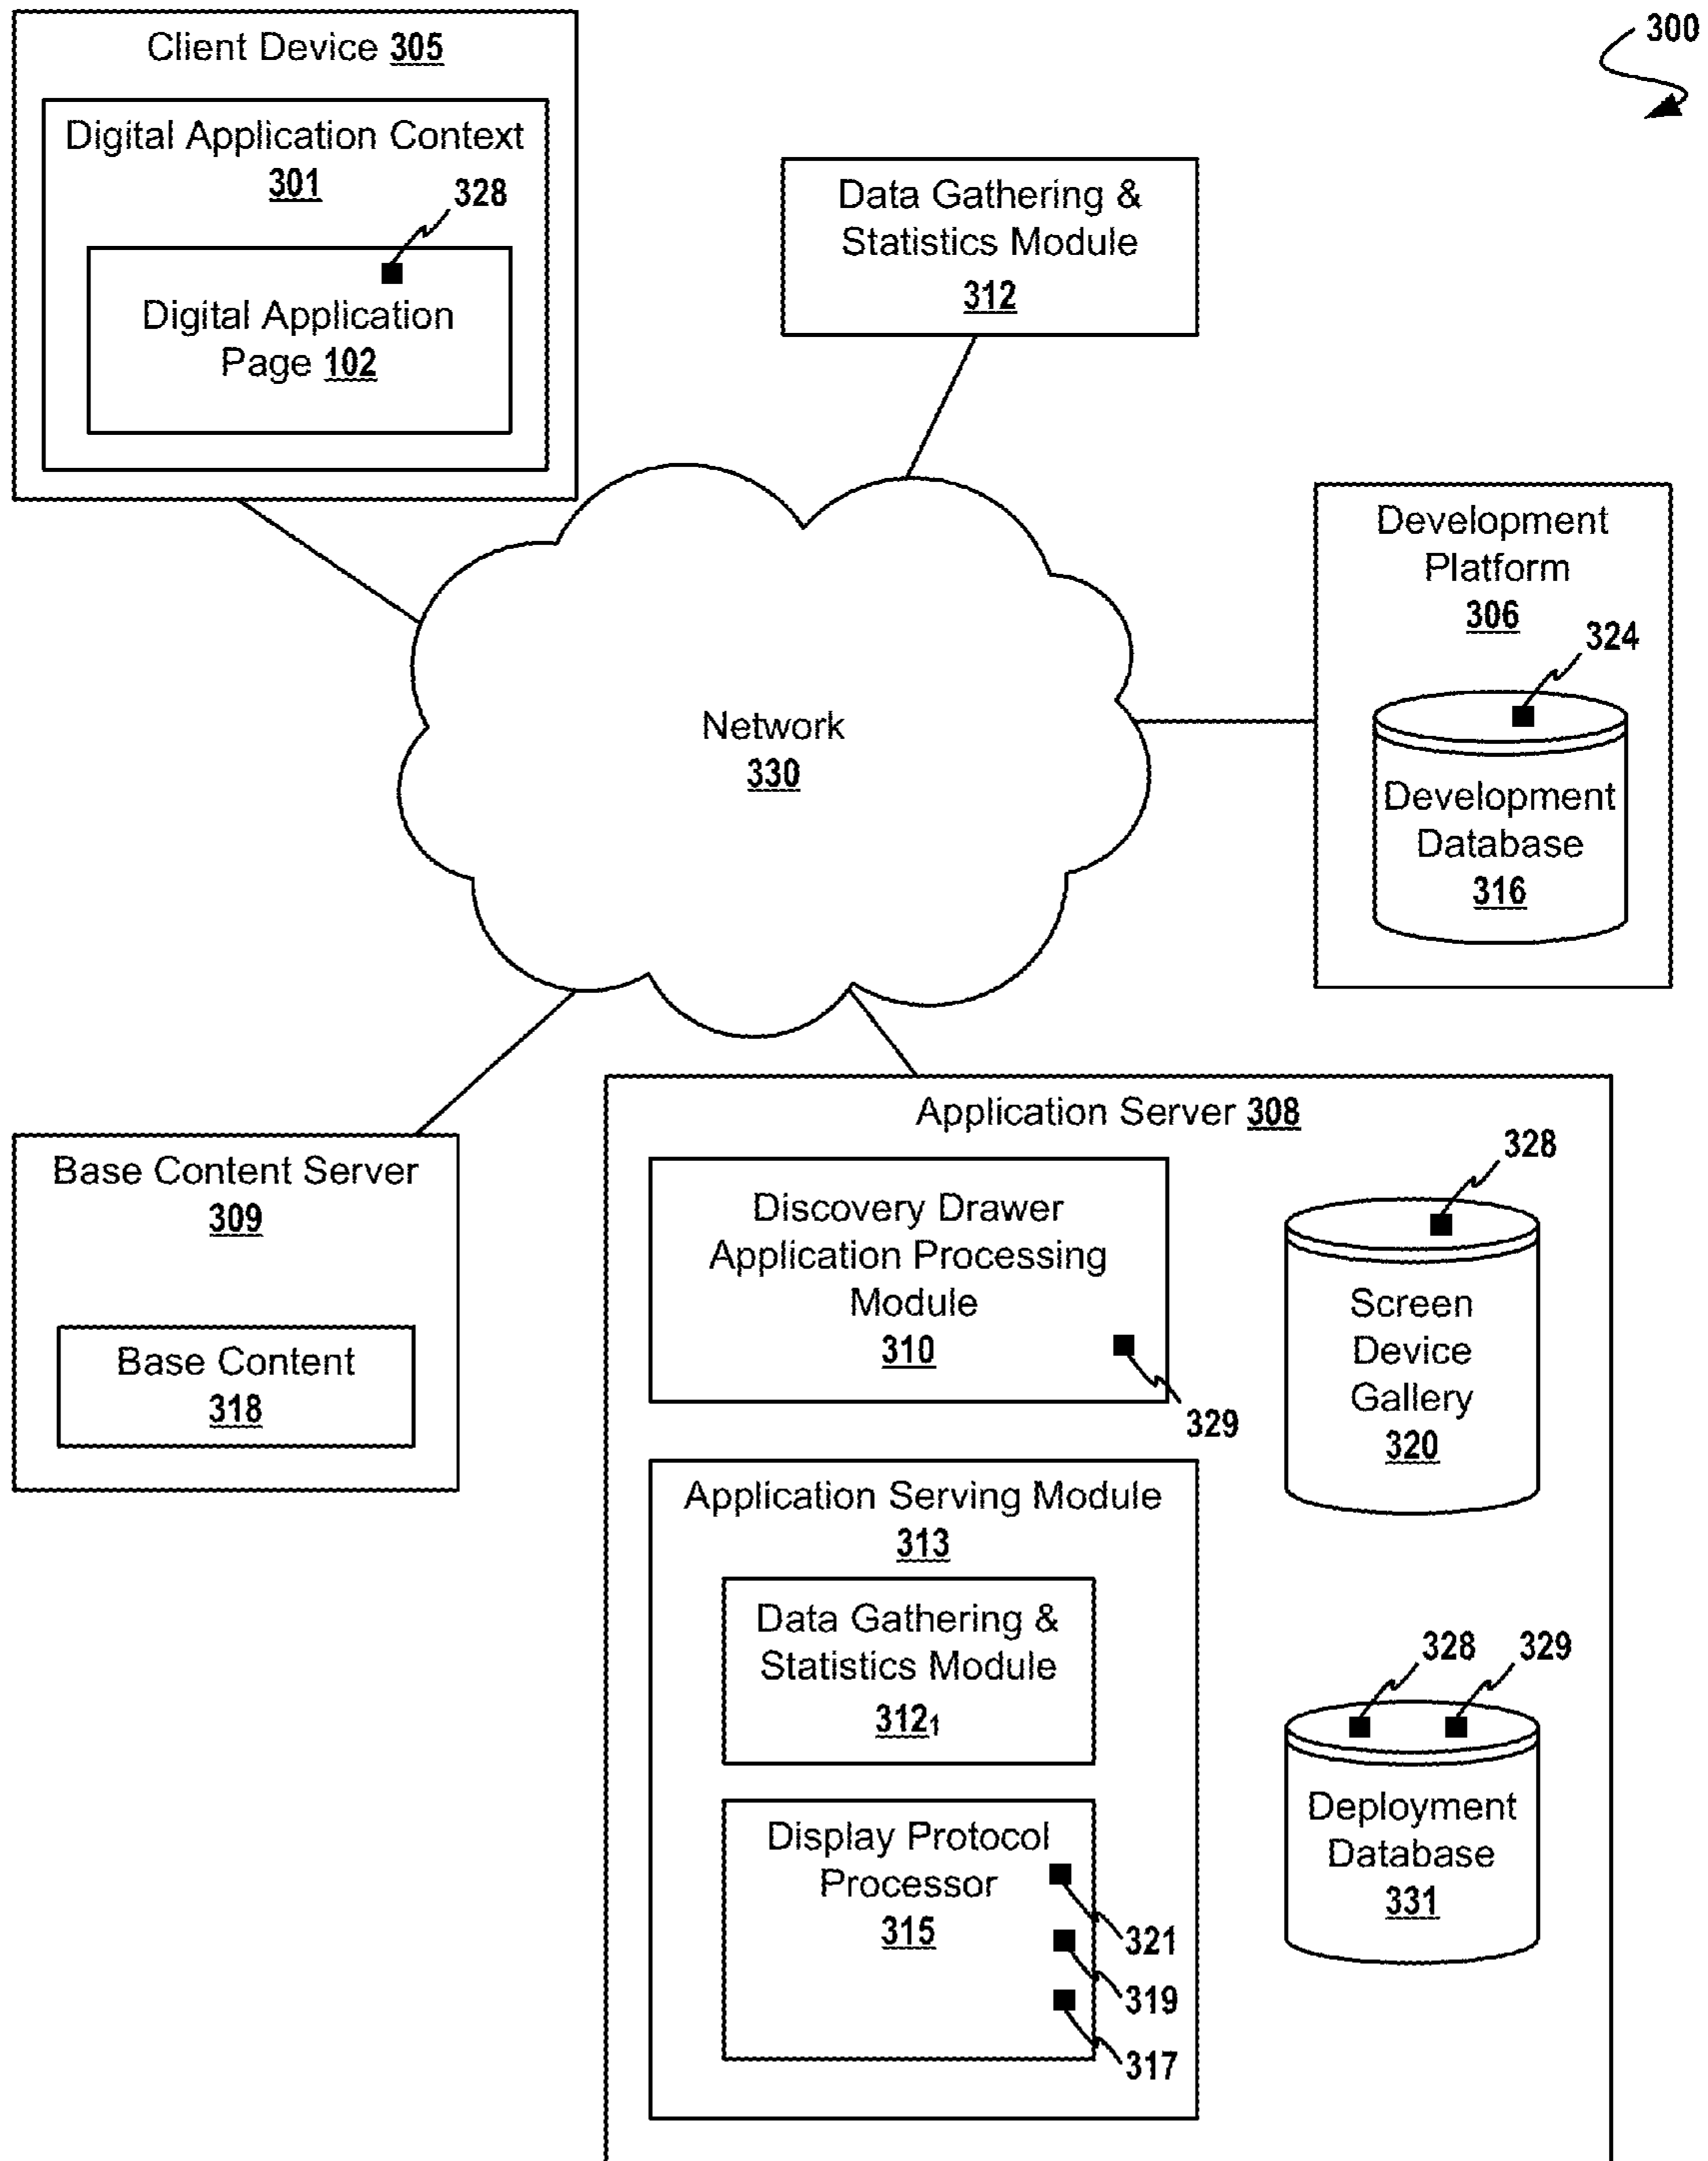 300
Client Device 305
Digital Application Context
301
328
Digital Application
Page 102
Data Gathering &
Statistics Module
312
Development
Platform
306
324
Development
Database
316
Network
330
Base Content Server
309
Base Content
318
Application Server 308
Discovery Drawer
Application Processing
Module
310
329
328
Screen
Device
Gallery
320
Application Serving Module
313
Data Gathering &
Statistics Module
312₁
Display Protocol
Processor
315
321
319
317
328
329
Deployment
Database
331